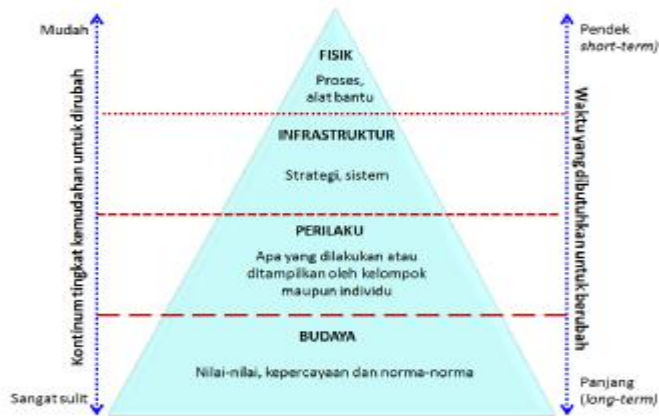 Mudah
Pendek
short-term)
FISIK
Proses,
alat bantu
INFRASTRUKTUR
Strategi, sistem
PERILAKU
Apa yang dilakukan atau
ditampilkan oleh kelompok
maupun individu
BUDAYA
Nilai-nilai, kepercayaan dan norma-norma
Sangat sulit
Panjang
(long-term)
Kontinum tingkat kemudahan untuk dirubah
Waktu yang dibutuhkan untuk berubah